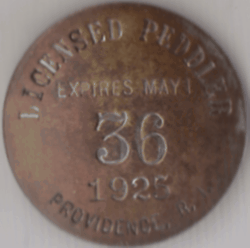 LICENSED PEDDLER
EXPIRES MAY 1
36
1925
PROVIDENCE, R.I.